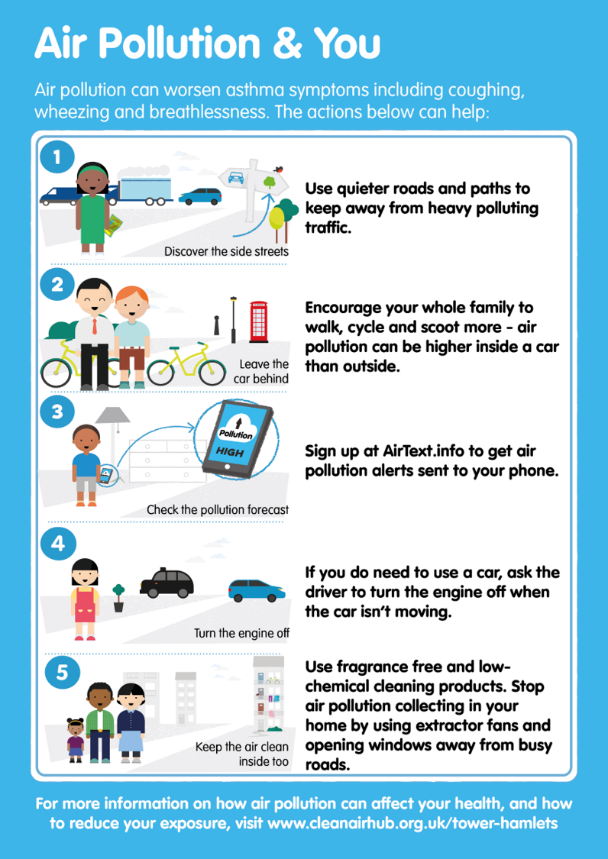 Air Pollution & You
Air pollution can worsen asthma symptoms including coughing,
wheezing and breathlessness. The actions below can help:
1
Discover the side streets
Use quieter roads and paths to
keep away from heavy polluting
traffic.
2
Leave the
car behind
Encourage your whole family to
walk, cycle and scoot more - air
pollution can be higher inside a car
than outside.
3
Pollution
HIGH
Check the pollution forecast
Sign up at AirText.info to get air
pollution alerts sent to your phone.
4
Turn the engine off
If you do need to use a car, ask the
driver to turn the engine off when
the car isn't moving.
5
Keep the air clean
inside too
Use fragrance free and low-
chemical cleaning products. Stop
air pollution collecting in your
home by using extractor fans and
opening windows away from busy
roads.
For more information on how air pollution can affect your health, and how
to reduce your exposure, visit www.cleanairhub.org.uk/tower-hamlets